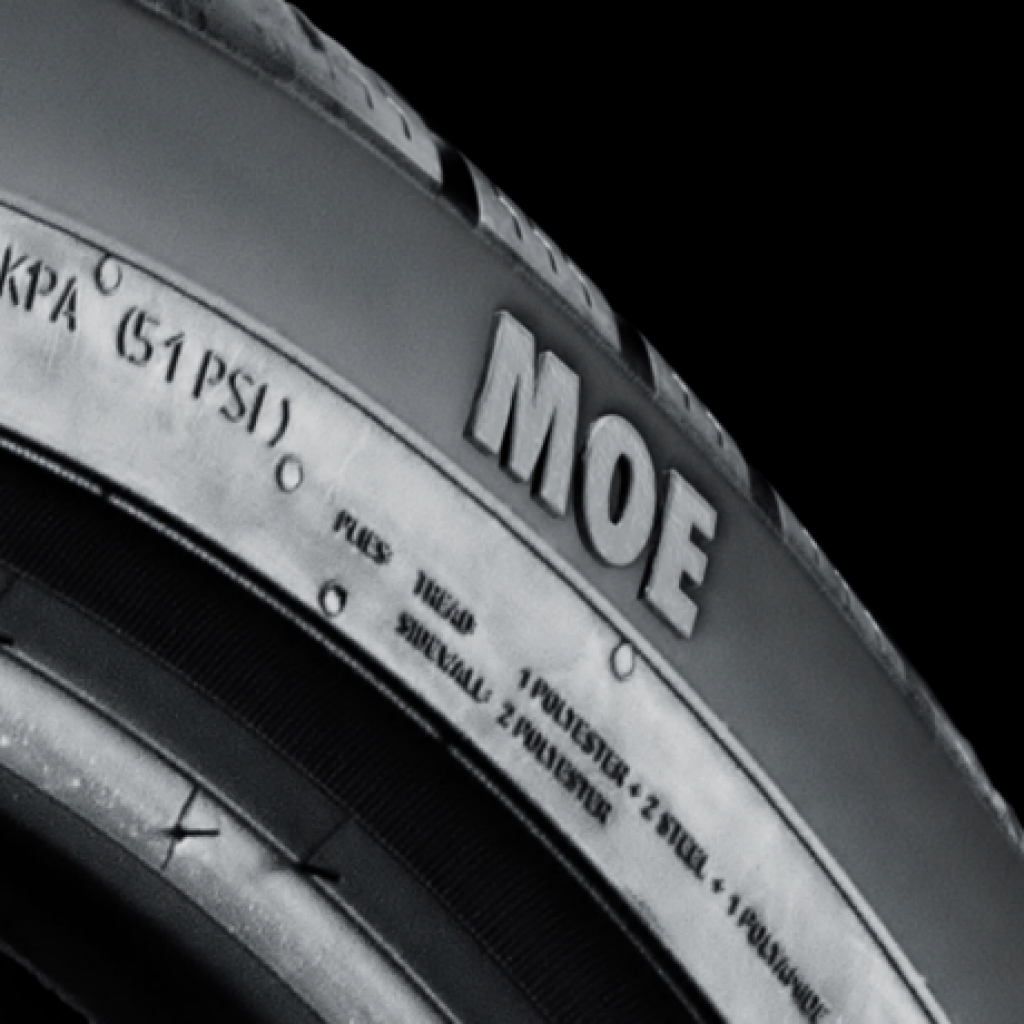 KPA (51 PSI)
MOE
PLIES: TREAD: 1 POLYESTER + 2 STEEL + 1 POLYAMIDE
SIDEWALL: 2 POLYESTER